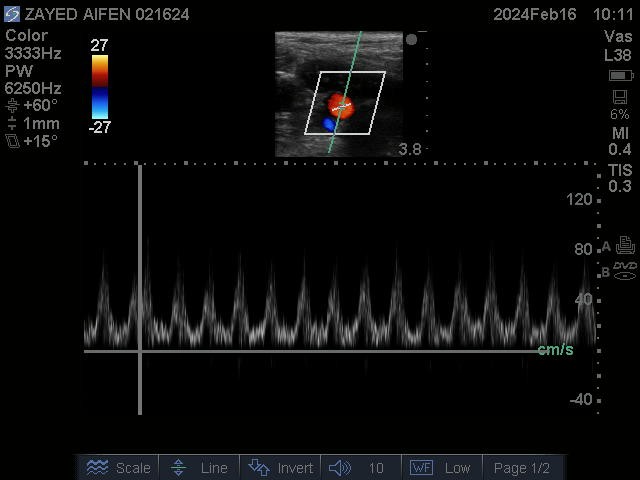 ZAYED AIFEN 021624 2024Feb16 10:11
Color
3333Hz
PW
6250Hz
+60°
1mm
+15°
27
-27
3.8
Vas
L38
6%
MI
0.4
TIS
0.3
A
DVD
B
120
80
40
cm/s
-40
Scale Line Invert 10 WF Low Page 1/2